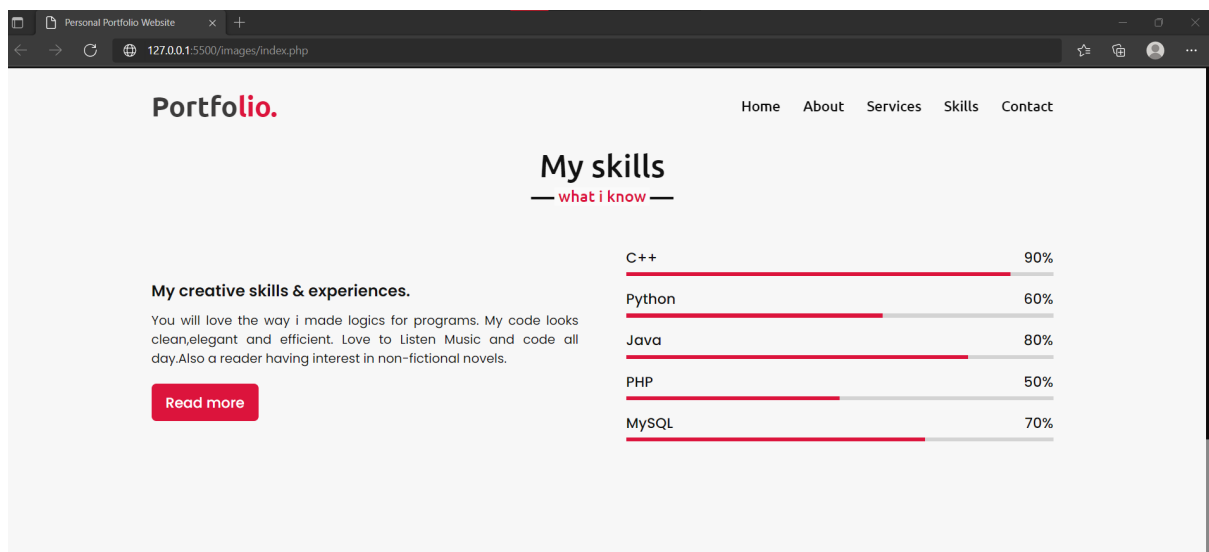 Personal Portfolio Website
127.0.0.1:5500/images/index.php
Portfolio.
Home About Services Skills Contact
My skills
what i know
My creative skills & experiences.
You will love the way i made logics for programs. My code looks
clean,elegant and efficient. Love to Listen Music and code all
day.Also a reader having interest in non-fictional novels.
Read more
C++ 90%
Python 60%
Java 80%
PHP 50%
MySQL 70%